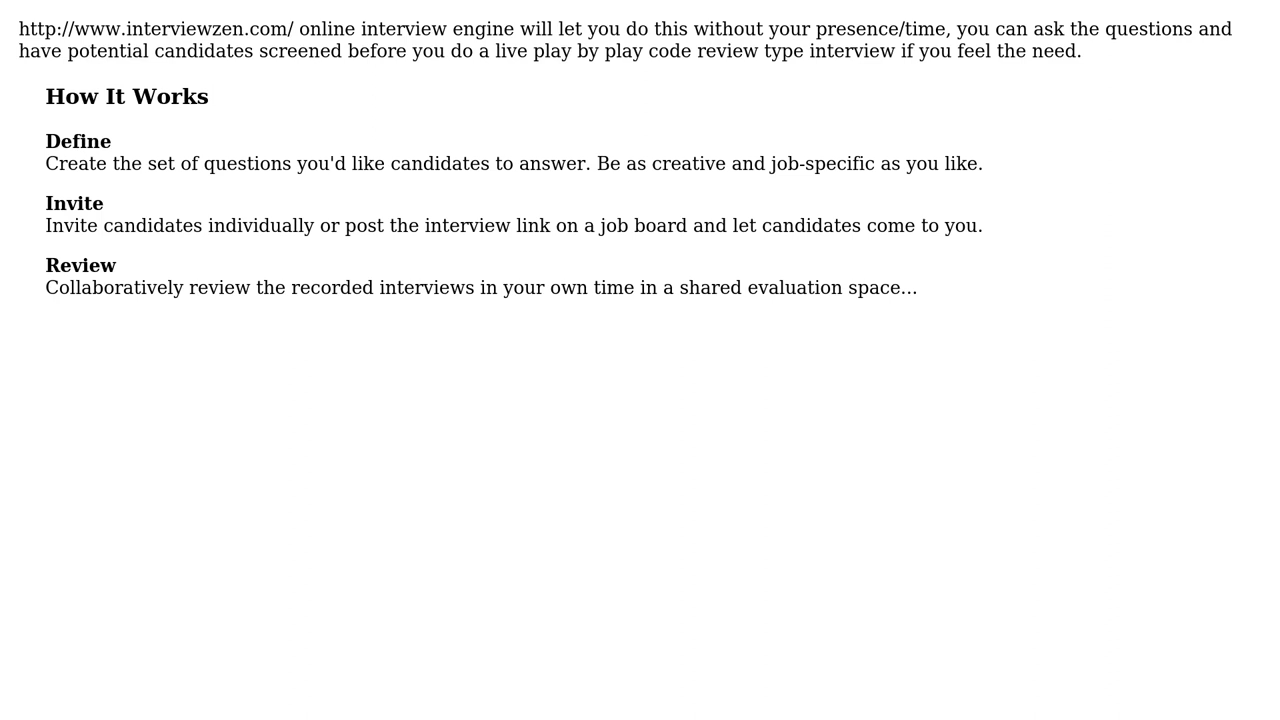 http://www.interviewzen.com/ online interview engine will let you do this without your presence/time, you can ask the questions and
have potential candidates screened before you do a live play by play code review type interview if you feel the need.
How It Works
Define
Create the set of questions you'd like candidates to answer. Be as creative and job-specific as you like.
Invite
Invite candidates individually or post the interview link on a job board and let candidates come to you.
Review
Collaboratively review the recorded interviews in your own time in a shared evaluation space...